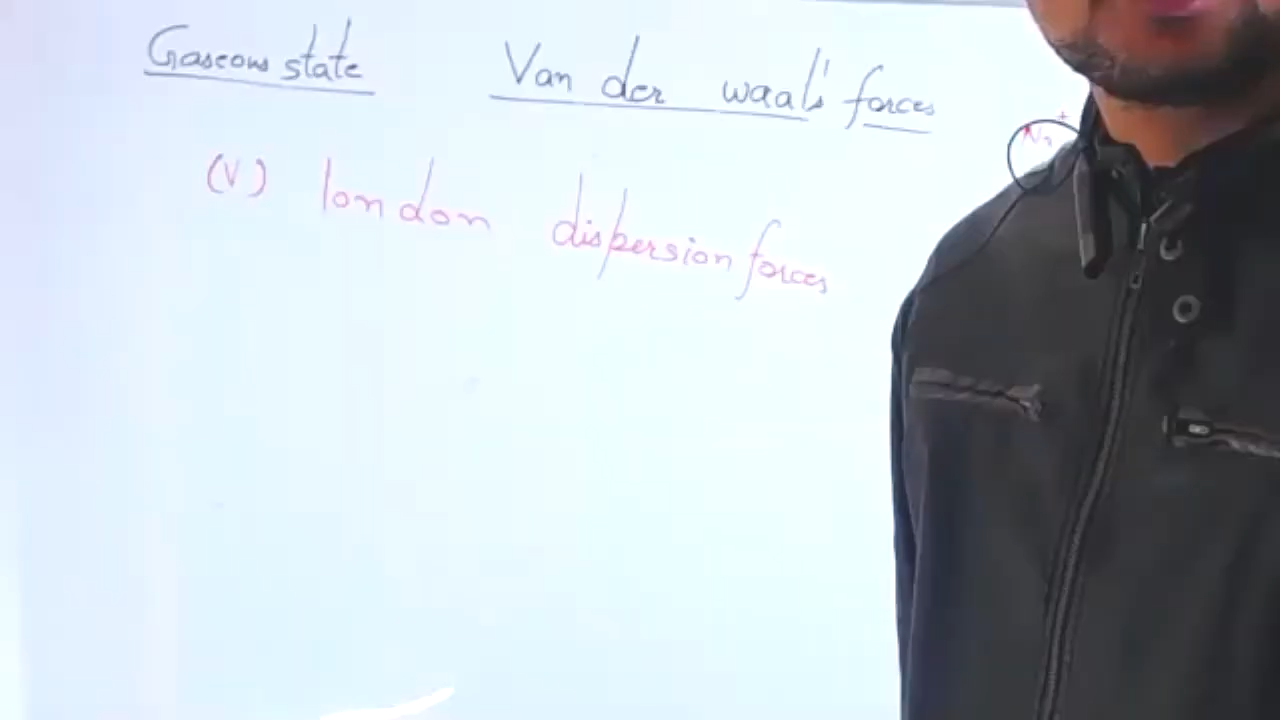 Gaseous state Van der waal's forces
(V) london dispersion forces